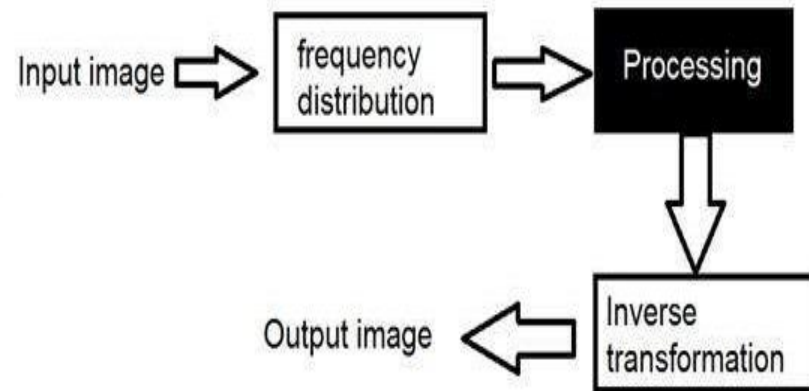 Input image
frequency
distribution
Processing
Inverse
transformation
Output image